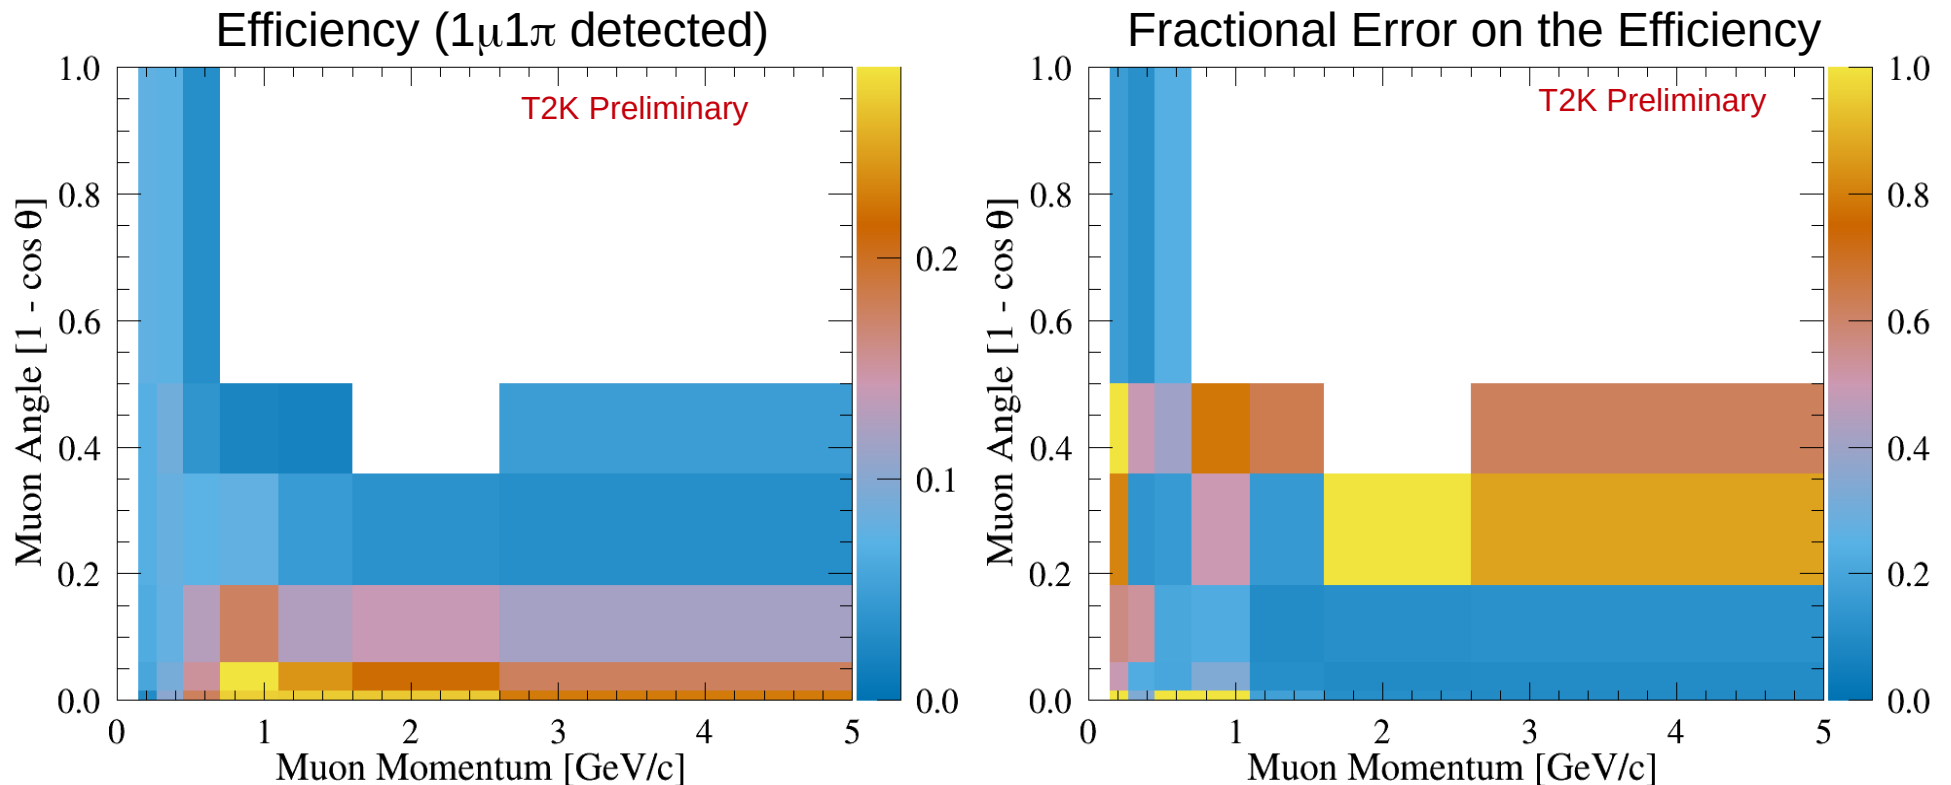 Efficiency (1μ1π detected)
T2K Preliminary
1.0
0.8
0.6
0.4
0.2
0.0
Muon Angle [1 - cos θ]
0 1 2 3 4 5
Muon Momentum [GeV/c]
0.2
0.1
0.0
Fractional Error on the Efficiency
T2K Preliminary
1.0
0.8
0.6
0.4
0.2
0.0
Muon Angle [1 - cos θ]
0 1 2 3 4 5
Muon Momentum [GeV/c]
1.0
0.8
0.6
0.4
0.2
0.0